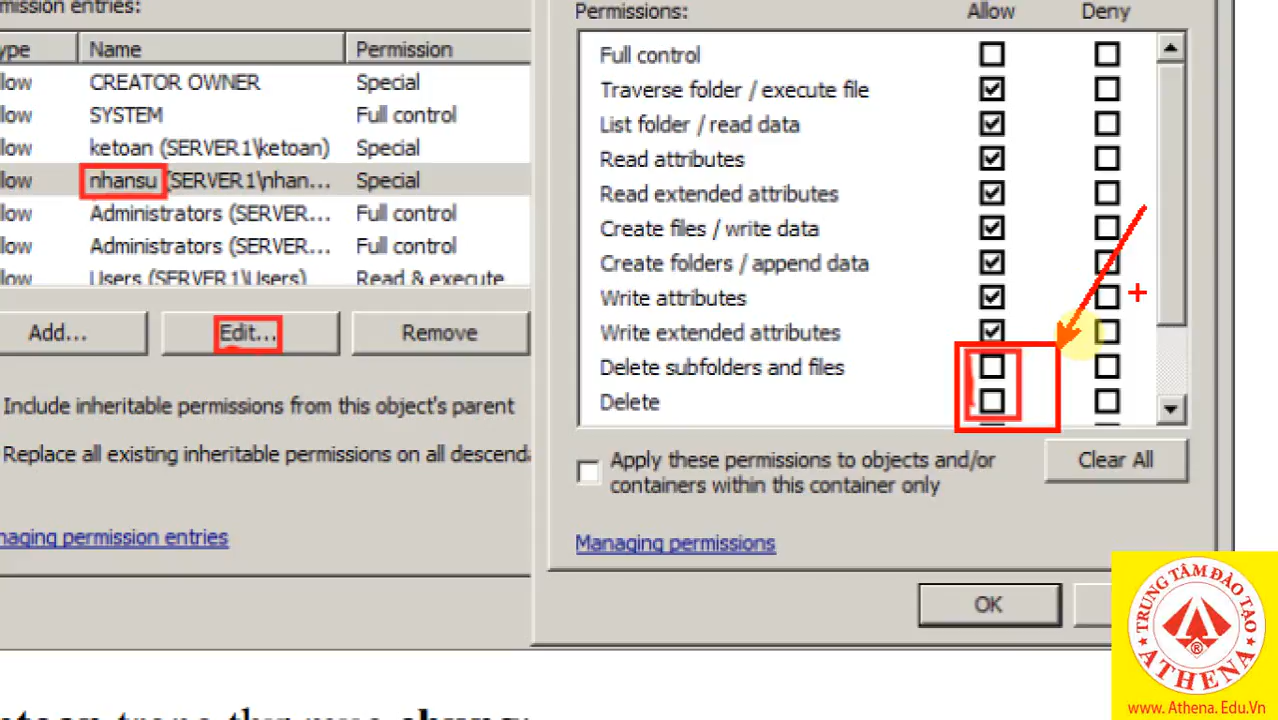 mission entries:
ype Name Permission
llow CREATOR OWNER Special
llow SYSTEM Full control
llow ketoan (SERVER1\ketoan) Special
llow nhansu (SERVER1\nhan... Special
llow Administrators (SERVER... Full control
llow Administrators (SERVER... Full control
llow Users (SERVER1\Users) Read & execute
Add... Edit... Remove
Include inheritable permissions from this object's parent
Replace all existing inheritable permissions on all descenda
naging permission entries
Permissions: Allow Deny
Full control
Traverse folder / execute file
List folder / read data
Read attributes
Read extended attributes
Create files / write data
Create folders / append data
Write attributes
Write extended attributes
Delete subfolders and files
Delete
Apply these permissions to objects and/or
containers within this container only
Clear All
Managing permissions
OK
TRUNG TÂM ĐÀO TẠO
ATHENA
®
www.Athena.Edu.Vn